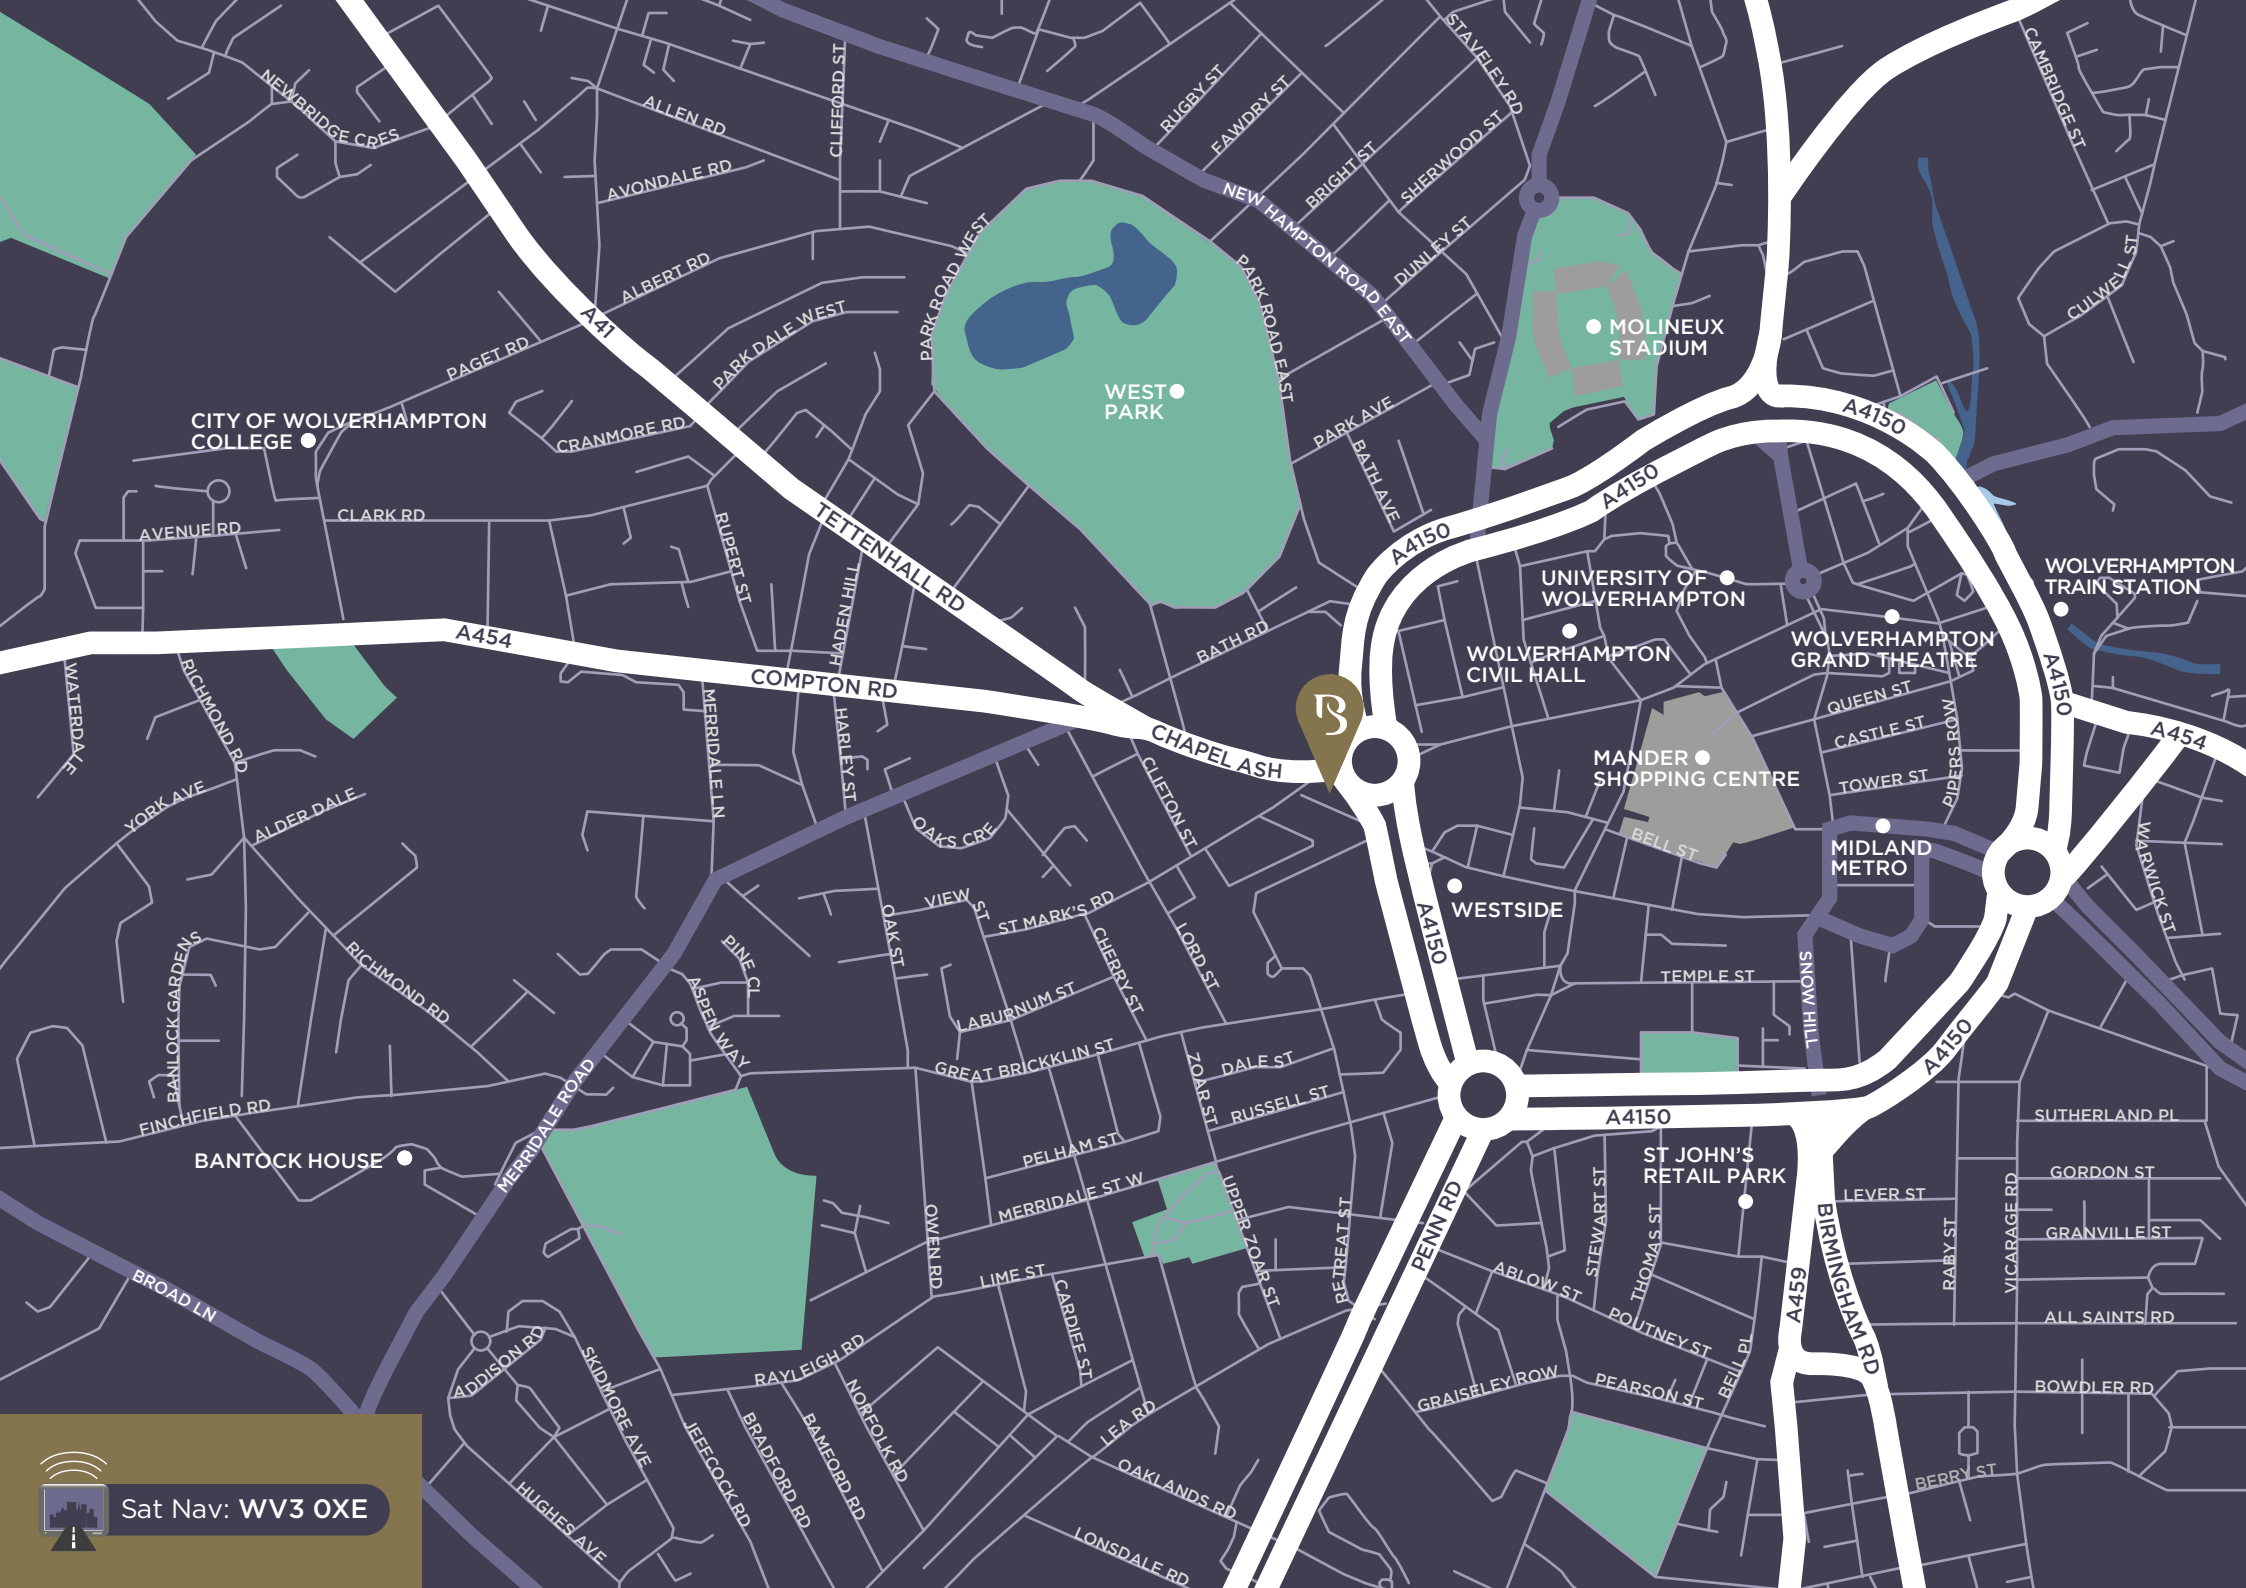 STAVELEY RD
CAMBRIDGE ST
CLIFFORD ST
NEWBRIDGE CRES
ALLEN RD
RUGBY ST
FAWDRY ST
BRIGHT ST
SHERWOOD ST
AVONDALE RD
NEW HAMPTON ROAD EAST
DUNLEY ST
CULWELL ST
PARK ROAD WEST
PARK ROAD EAST
ALBERT RD
A41
PARK DALE WEST
PAGET RD
MOLINEUX
STADIUM
WEST
PARK
CITY OF WOLVERHAMPTON
COLLEGE
CRANMORE RD
PARK AVE
BATH AVE
A4150
A4150
A4150
CLARK RD
AVENUE RD
RUPERT ST
TETTENHALL RD
HADEN HILL
UNIVERSITY OF
WOLVERHAMPTON
WOLVERHAMPTON
TRAIN STATION
WOLVERHAMPTON
CIVIL HALL
WOLVERHAMPTON
GRAND THEATRE
A454
COMPTON RD
BATH RD
A4150
QUEEN ST
CASTLE ST
TOWER ST
PIPERS ROW
A454
WATERDALE
RICHMOND RD
MERRIDALE LN
HARLEY ST
CHAPEL ASH
B
MANDER
SHOPPING CENTRE
BELL ST
YORK AVE
ALDER DALE
OAKS CRE
CLIFTON ST
MIDLAND
METRO
WARWICK ST
WESTSIDE
A4150
VIEW ST
OAK ST
ST MARK'S RD
CHERRY ST
LORD ST
PINE CL
ASPEN WAY
BANLOCK GARDENS
RICHMOND RD
LABURNUM ST
TEMPLE ST
SNOW HILL
A4150
GREAT BRICKKLIN ST
ZOAR ST
DALE ST
RUSSELL ST
FINCHFIELD RD
MERRIDALE ROAD
BANTOCK HOUSE
PELHAM ST
MERRIDALE ST W
UPPER ZOAR ST
A4150
SUTHERLAND PL
ST JOHN'S
RETAIL PARK
GORDON ST
LEVER ST
GRANVILLE ST
RABY ST
VICARAGE RD
BROAD LN
OWEN RD
LIME ST
CARDIFF ST
RETREAT ST
PENN RD
STEWART ST
THOMAS ST
ABLOW ST
POUTNEY ST
A459
BIRMINGHAM RD
ALL SAINTS RD
ADDISON RD
SKIDMORE AVE
RAYLEIGH RD
GRAISELEY ROW
PEARSON ST
BELL PL
BOWDLER RD
JEFFCOCK RD
BRADFORD RD
BAMFORD RD
NORFOLK RD
LEA RD
OAKLANDS RD
BERRY ST
HUGHES AVE
LONSDALE RD
Sat Nav: WV3 0XE